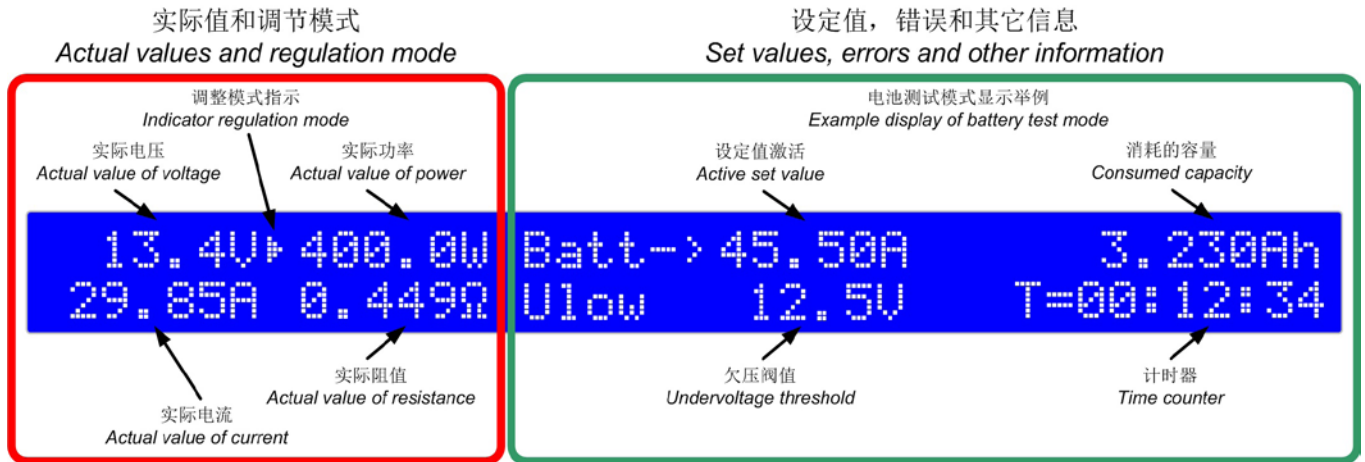 实际值和调节模式
Actual values and regulation mode
设定值，错误和其它信息
Set values, errors and other information
调整模式指示
Indicator regulation mode
实际电压
Actual value of voltage
实际功率
Actual value of power
电池测试模式显示举例
Example display of battery test mode
设定值激活
Active set value
消耗的容量
Consumed capacity
13.4V▸400.0W Batt->45.50A 3.230Ah
29.85A 0.449Ω Ulow 12.5V T=00:12:34
实际电流
Actual value of current
实际阻值
Actual value of resistance
欠压阀值
Undervoltage threshold
计时器
Time counter